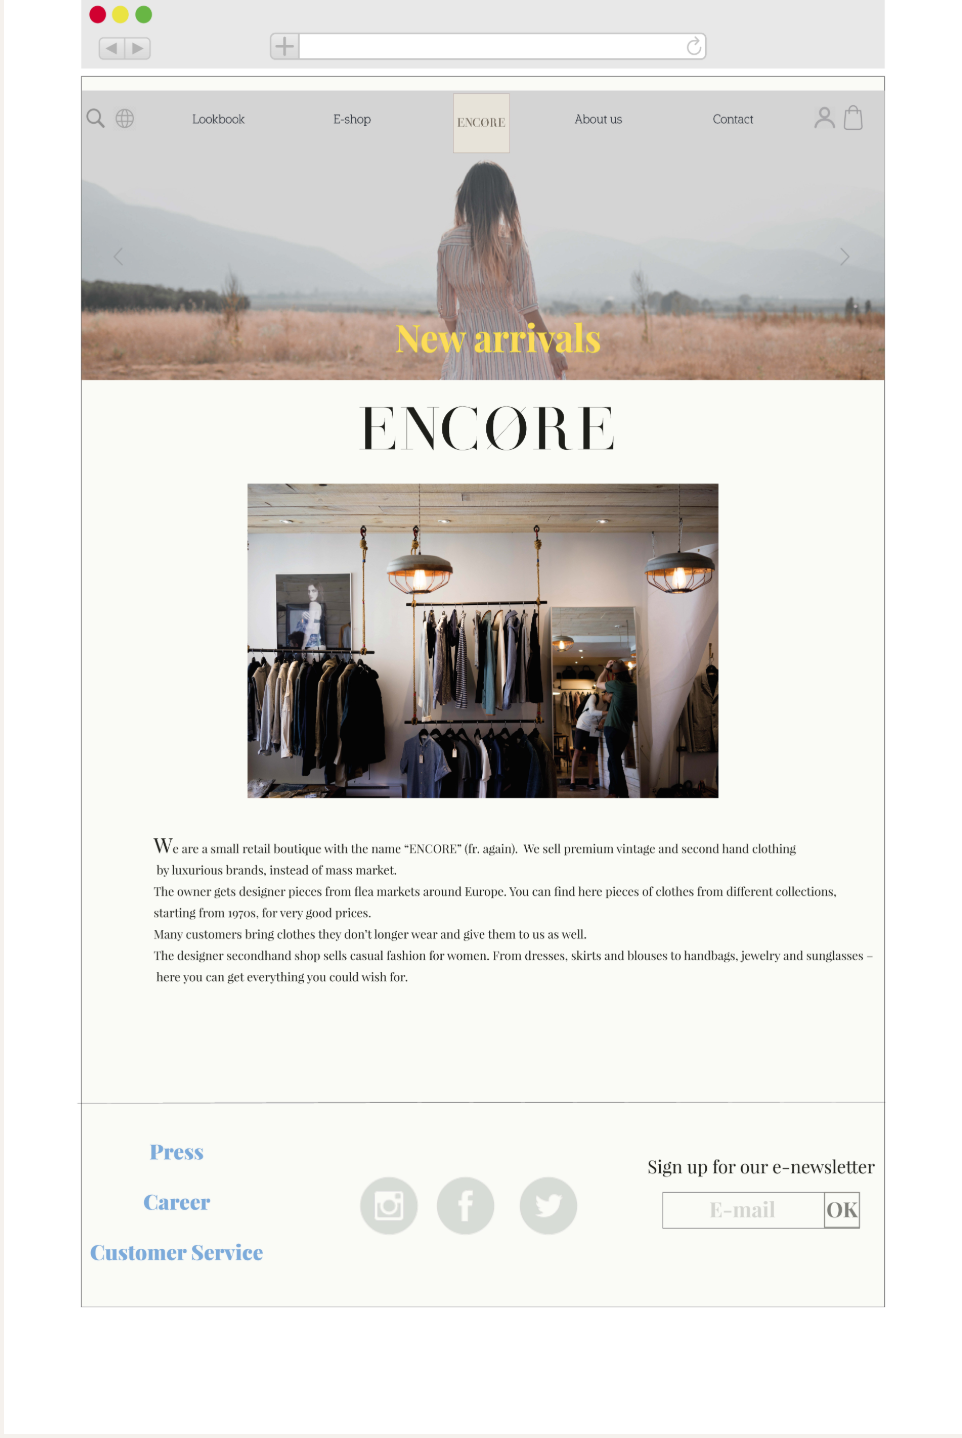 Lookbook E-shop ENCØRE About us Contact
New arrivals
ENCØRE
We are a small retail boutique with the name “ENCORE” (fr. again). We sell premium vintage and second hand clothing
by luxurious brands, instead of mass market.
The owner gets designer pieces from flea markets around Europe. You can find here pieces of clothes from different collections,
starting from 1970s, for very good prices.
Many customers bring clothes they don’t longer wear and give them to us as well.
The designer secondhand shop sells casual fashion for women. From dresses, skirts and blouses to handbags, jewelry and sunglasses –
here you can get everything you could wish for.
Press
Career
Customer Service
Sign up for our e-newsletter
E-mail OK